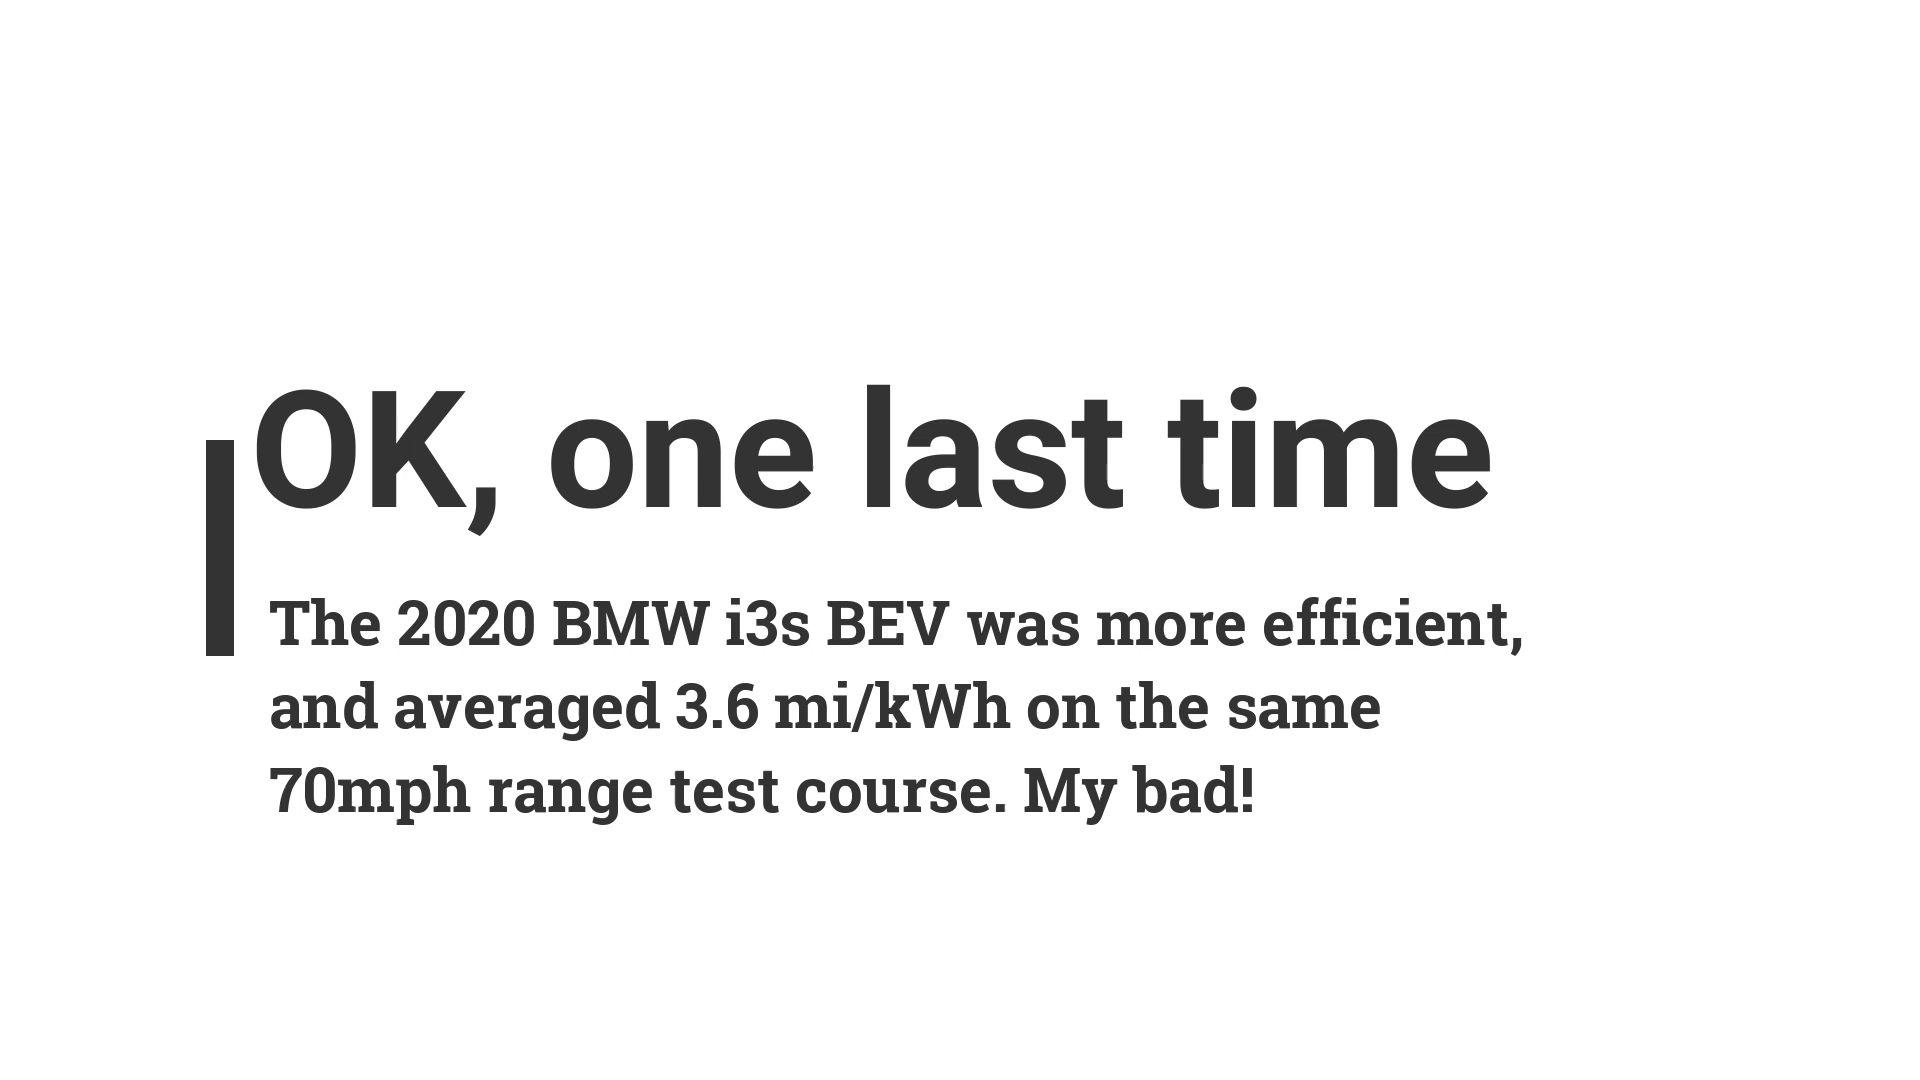 OK, one last time
The 2020 BMW i3s BEV was more efficient,
and averaged 3.6 mi/kWh on the same
70mph range test course. My bad!